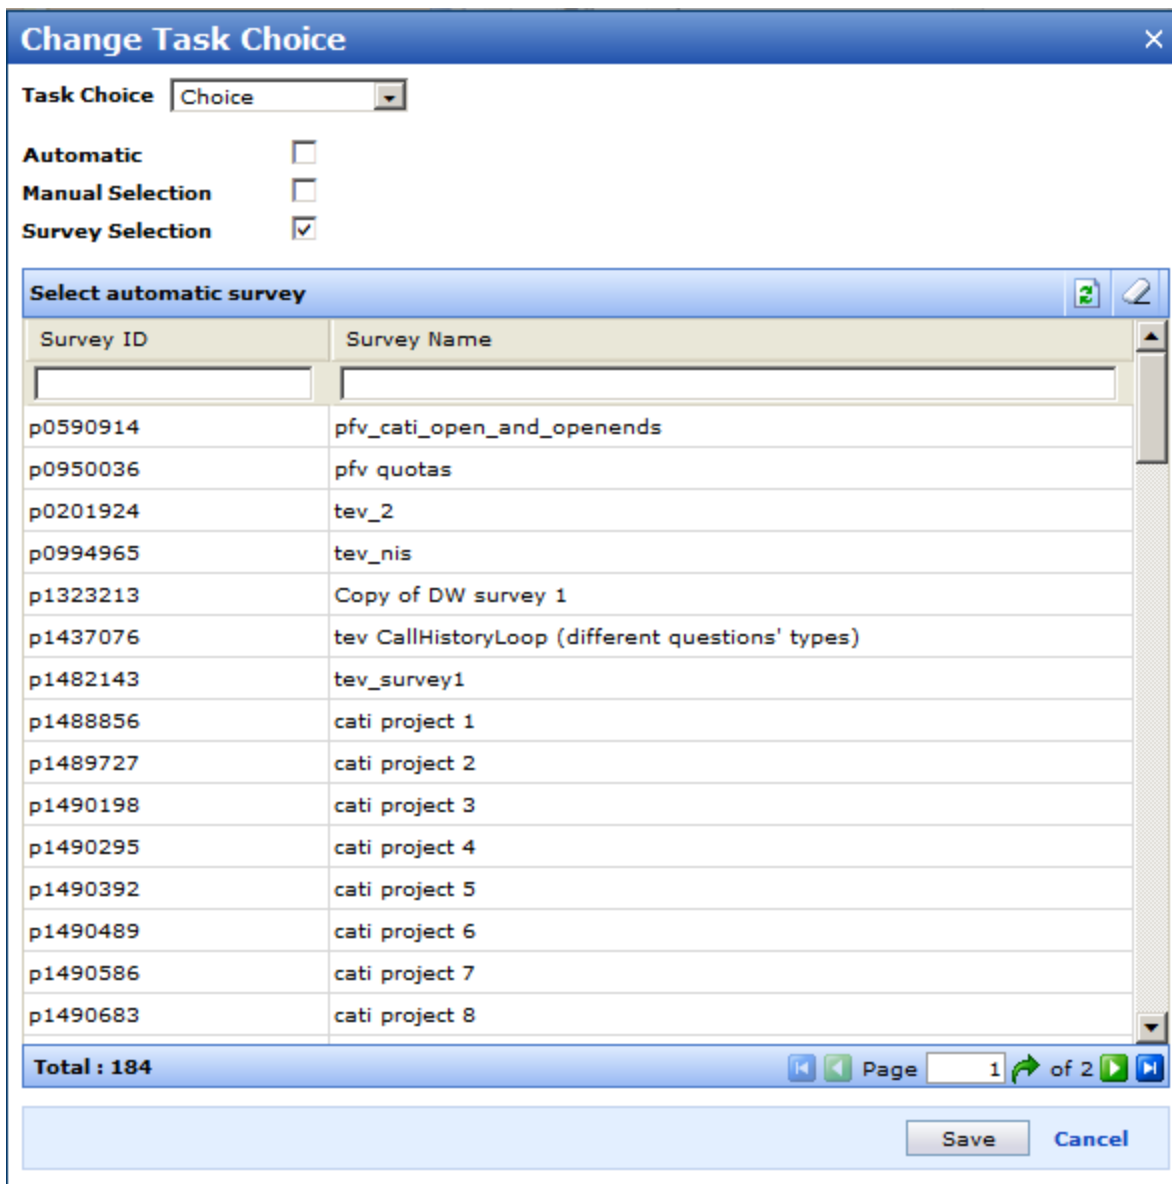 Change Task Choice
Task Choice Choice
Automatic
Manual Selection
Survey Selection
Select automatic survey
Survey ID Survey Name
p0590914 pfv_cati_open_and_openends
p0950036 pfv quotas
p0201924 tev_2
p0994965 tev_nis
p1323213 Copy of DW survey 1
p1437076 tev CallHistoryLoop (different questions' types)
p1482143 tev_survey1
p1488856 cati project 1
p1489727 cati project 2
p1490198 cati project 3
p1490295 cati project 4
p1490392 cati project 5
p1490489 cati project 6
p1490586 cati project 7
p1490683 cati project 8
Total : 184 Page 1 of 2
Save Cancel